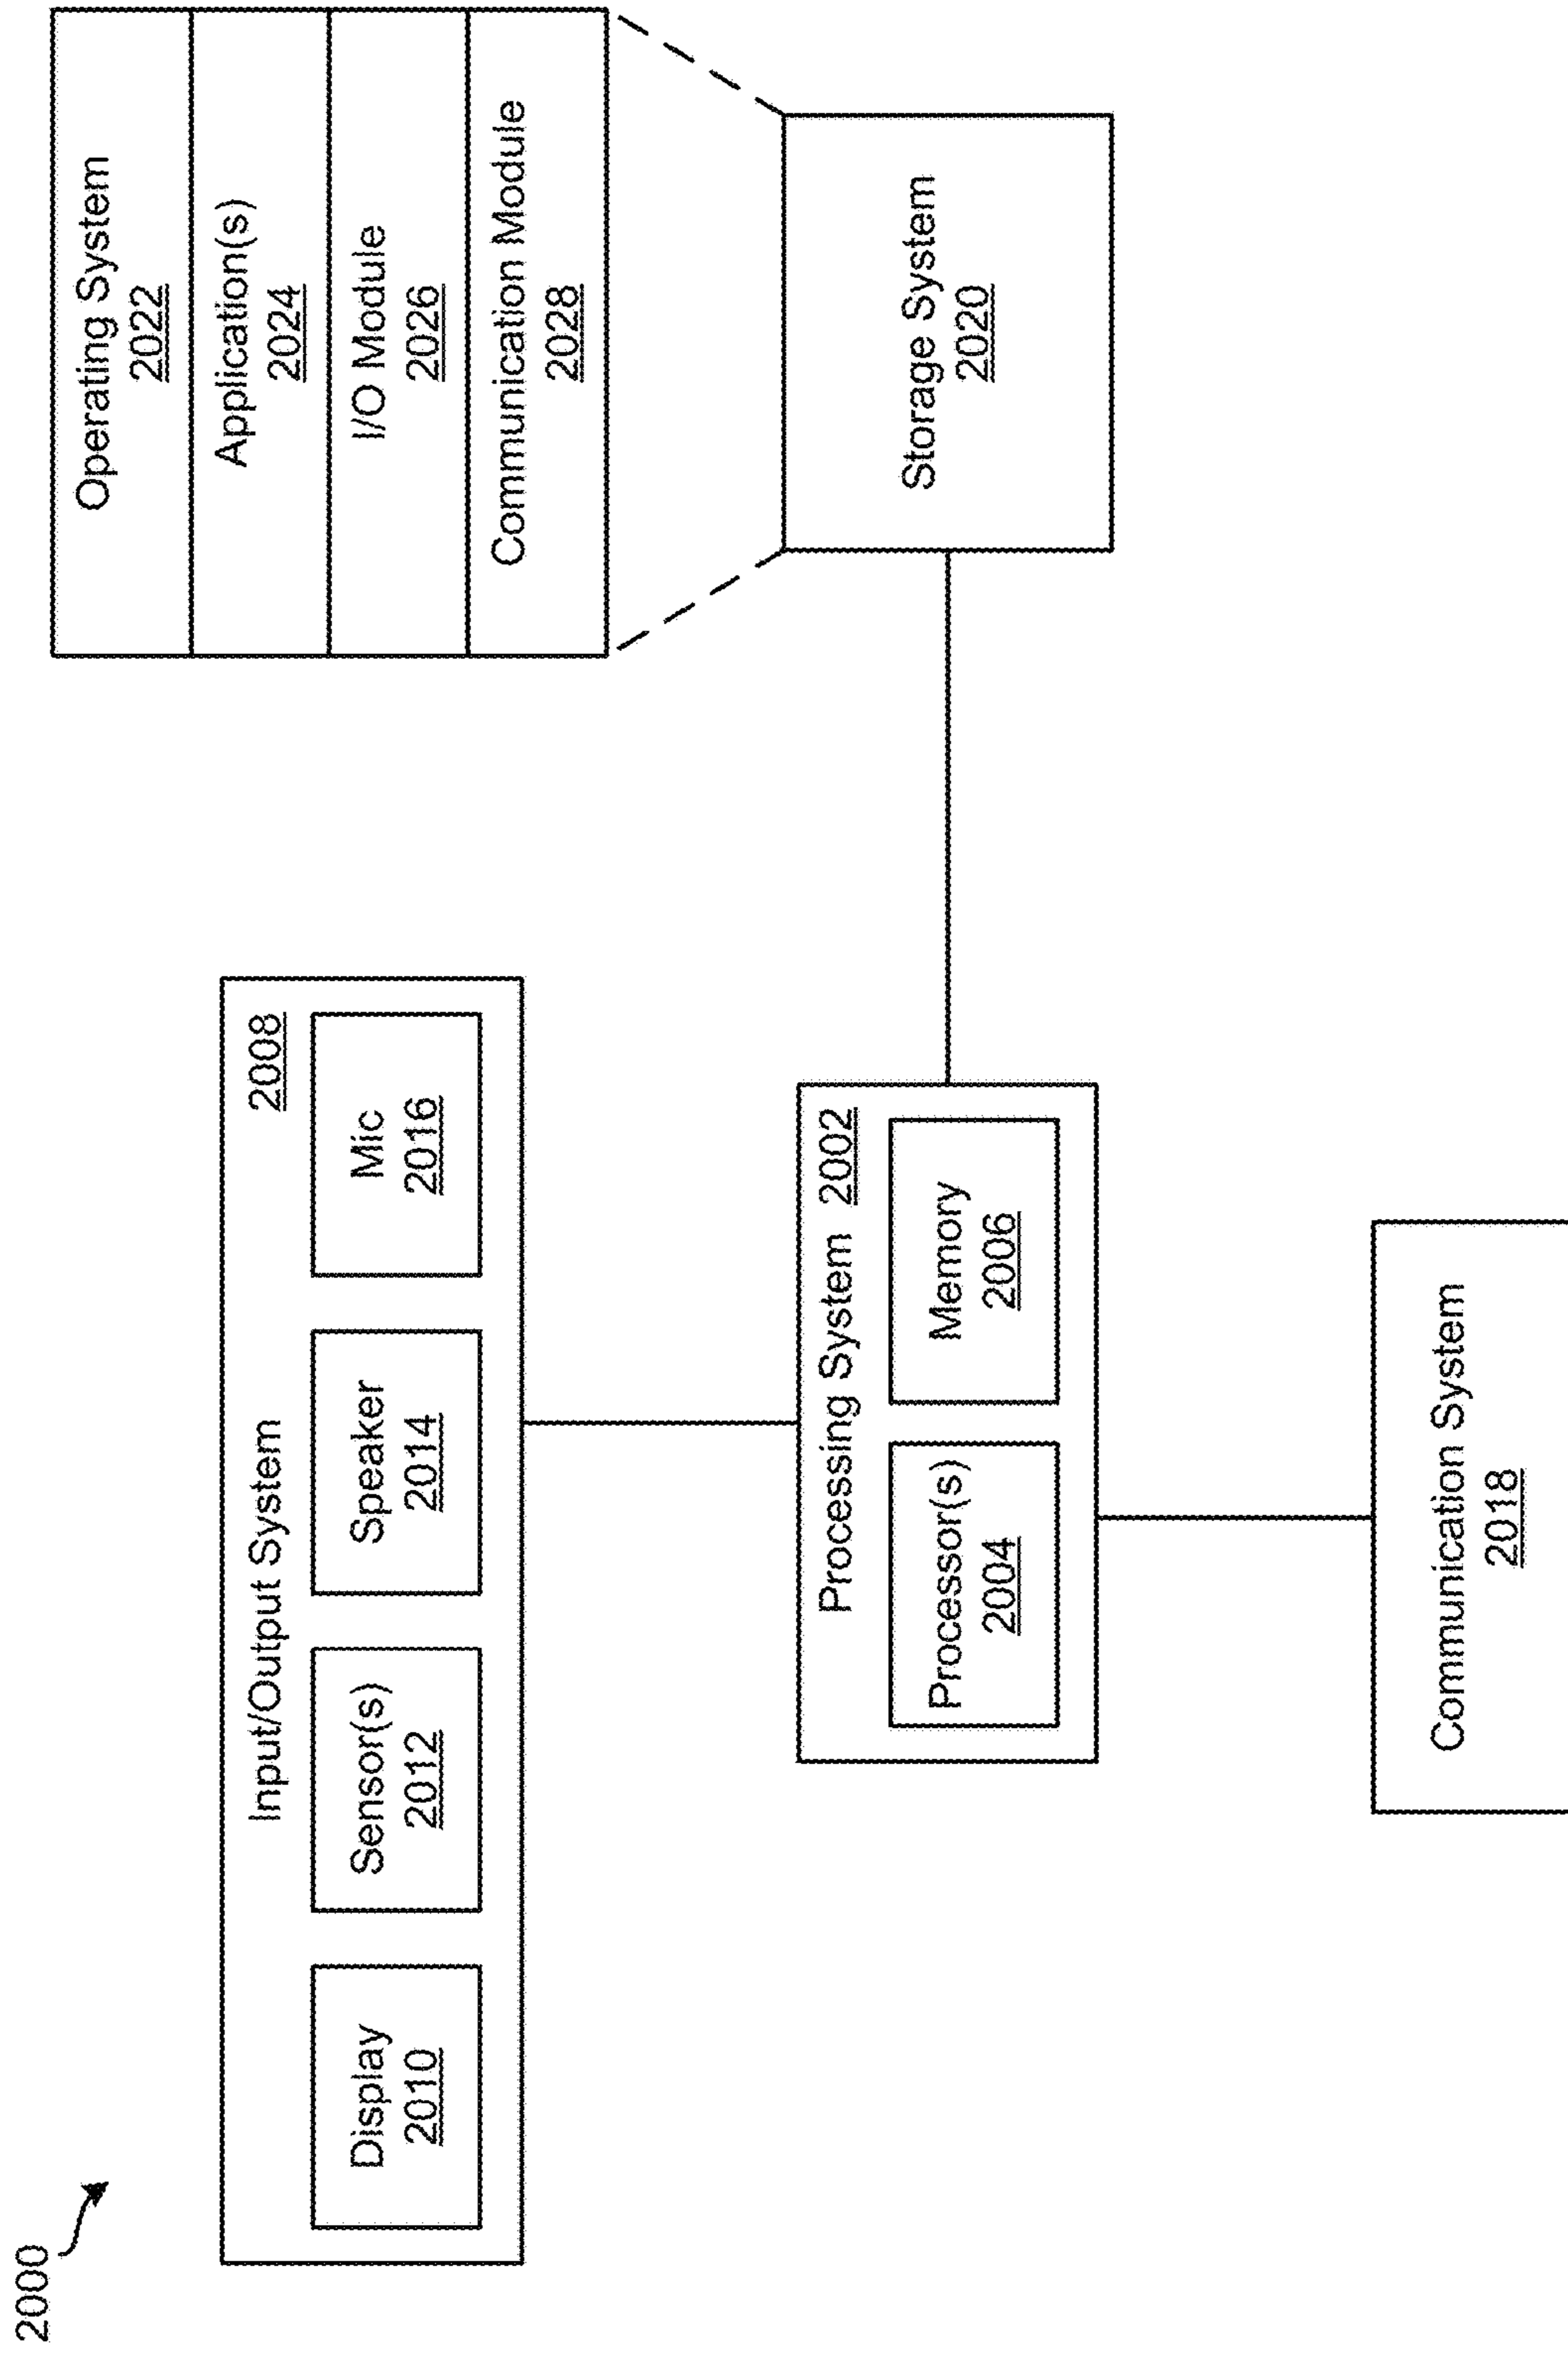 2000
Input/Output System
2008
Display
2010
Sensor(s)
2012
Speaker
2014
Mic
2016
Operating System
2022
Application(s)
2024
I/O Module
2026
Communication Module
2028
Processing System 2002
Processor(s)
2004
Memory
2006
Storage System
2020
Communication System
2018